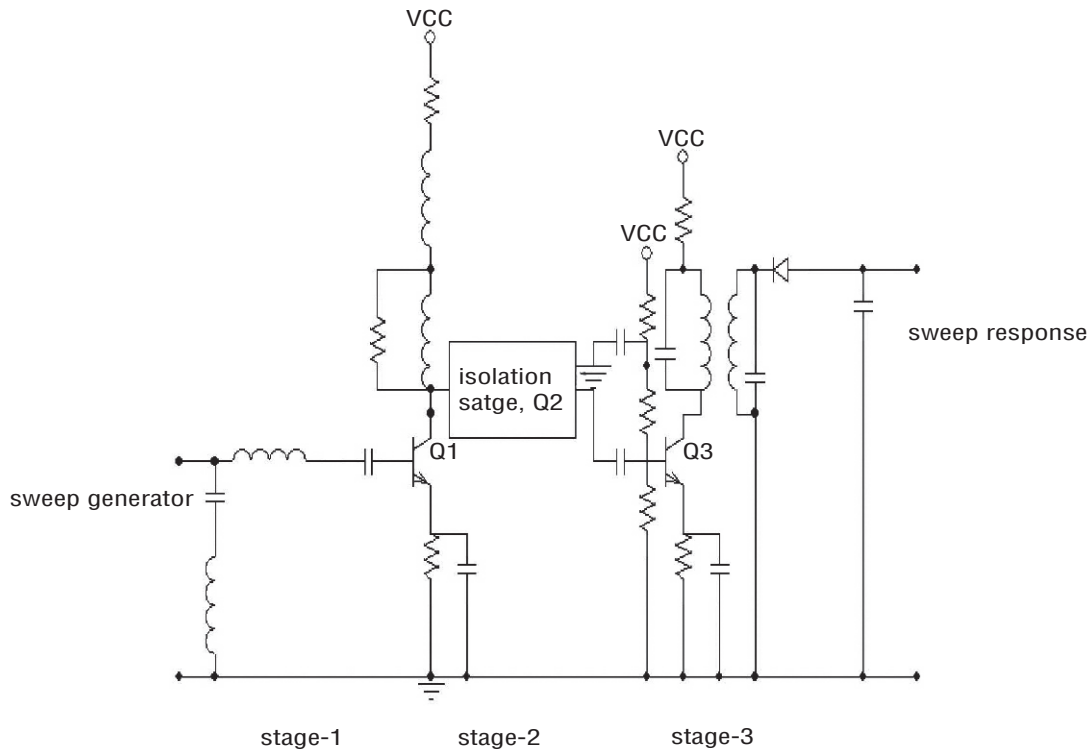 VCC
VCC
VCC
isolation
satge, Q2
Q1
Q3
sweep generator
sweep response
stage-1
stage-2
stage-3